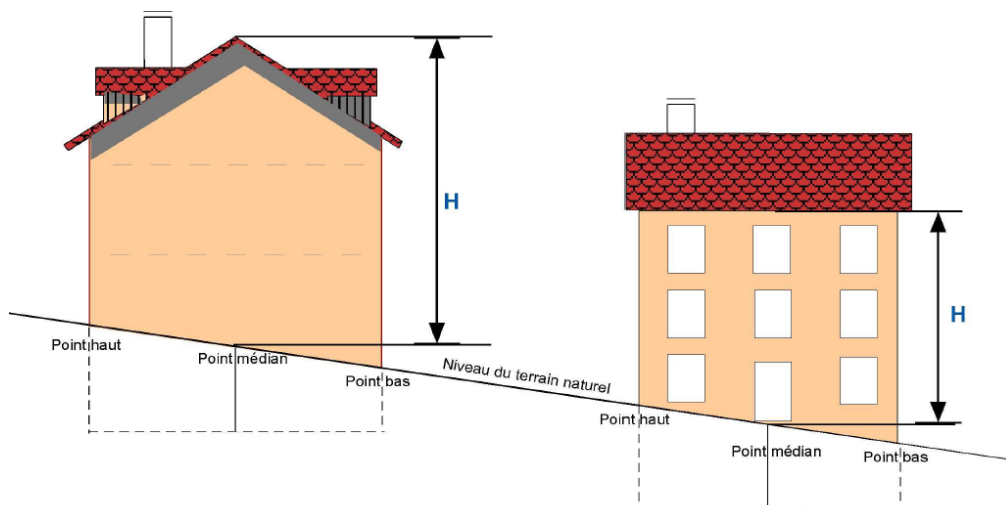 H
Point haut
Point médian
Point bas
Niveau du terrain naturel
H
Point haut
Point médian
Point bas